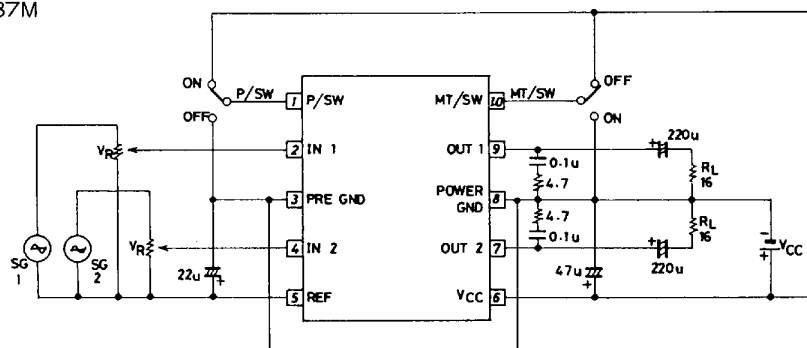 87M
ON
P/SW
OFF
1 P/SW
MT/SW 10
MT/SW
OFF
ON
VR
2 IN 1
OUT 1 9
220u
+
0.1u
4.7
RL
16
3 PRE GND
POWER
GND 8
VR
4 IN 2
4.7
0.1u
OUT 2 7
+
220u
RL
16
SG
1
SG
2
22u
+
5 REF
VCC 6
47u
+
-
+
VCC